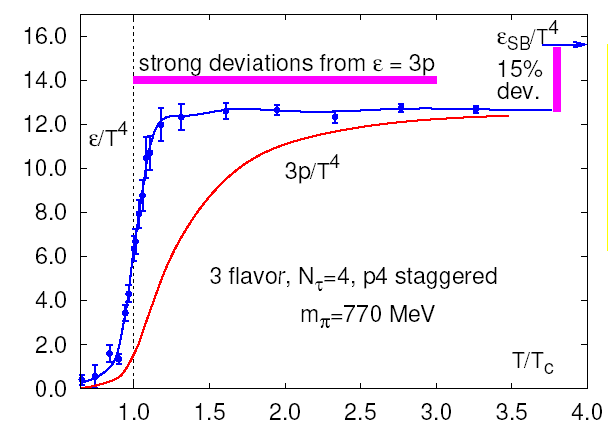 16.0
14.0
12.0
10.0
8.0
6.0
4.0
2.0
0.0
strong deviations from ε = 3p
ε_SB/T^4
15%
dev.
ε/T^4
3p/T^4
3 flavor, N_τ=4, p4 staggered
m_π=770 MeV
T/T_c
1.0 1.5 2.0 2.5 3.0 3.5 4.0